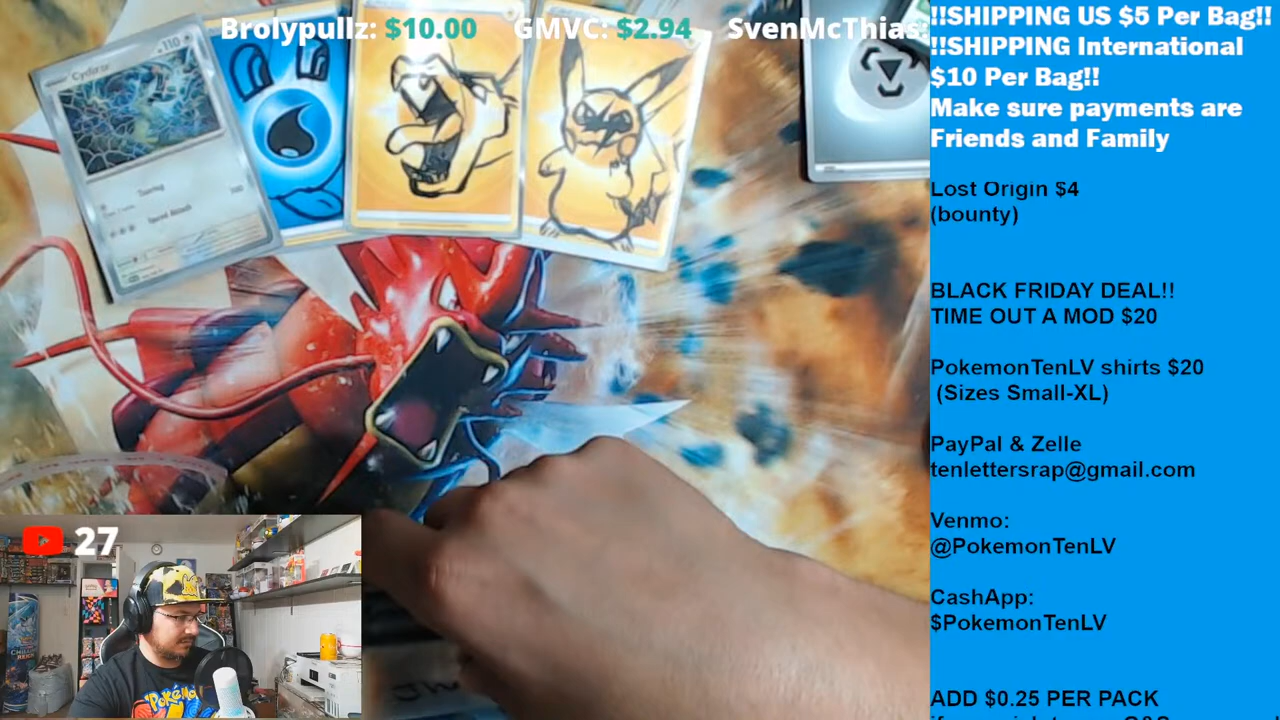 Brolypullz: $10.00 GMVC: $2.94 SvenMcThias:
!!SHIPPING US $5 Per Bag!!
!!SHIPPING International
$10 Per Bag!!
Make sure payments are
Friends and Family
Lost Origin $4
(bounty)
BLACK FRIDAY DEAL!!
TIME OUT A MOD $20
PokemonTenLV shirts $20
(Sizes Small-XL)
PayPal & Zelle
tenlettersrap@gmail.com
Venmo:
@PokemonTenLV
CashApp:
$PokemonTenLV
ADD $0.25 PER PACK
27
Cyclizar
110
Speed Attack
Pokémon